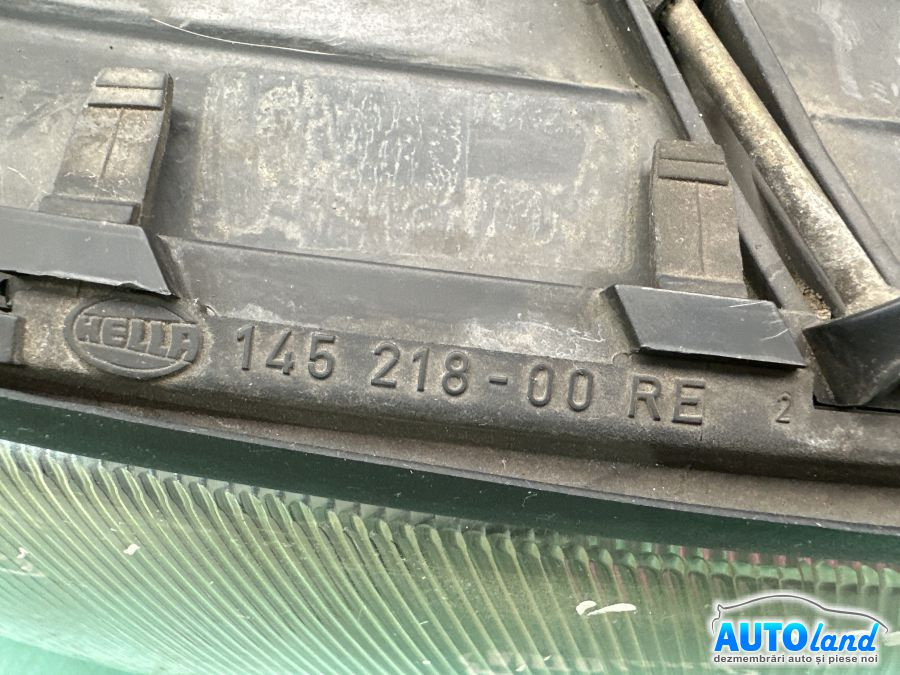 HELLA 145 218-00 RE 2
AUTOland
dezmembrări auto și piese noi